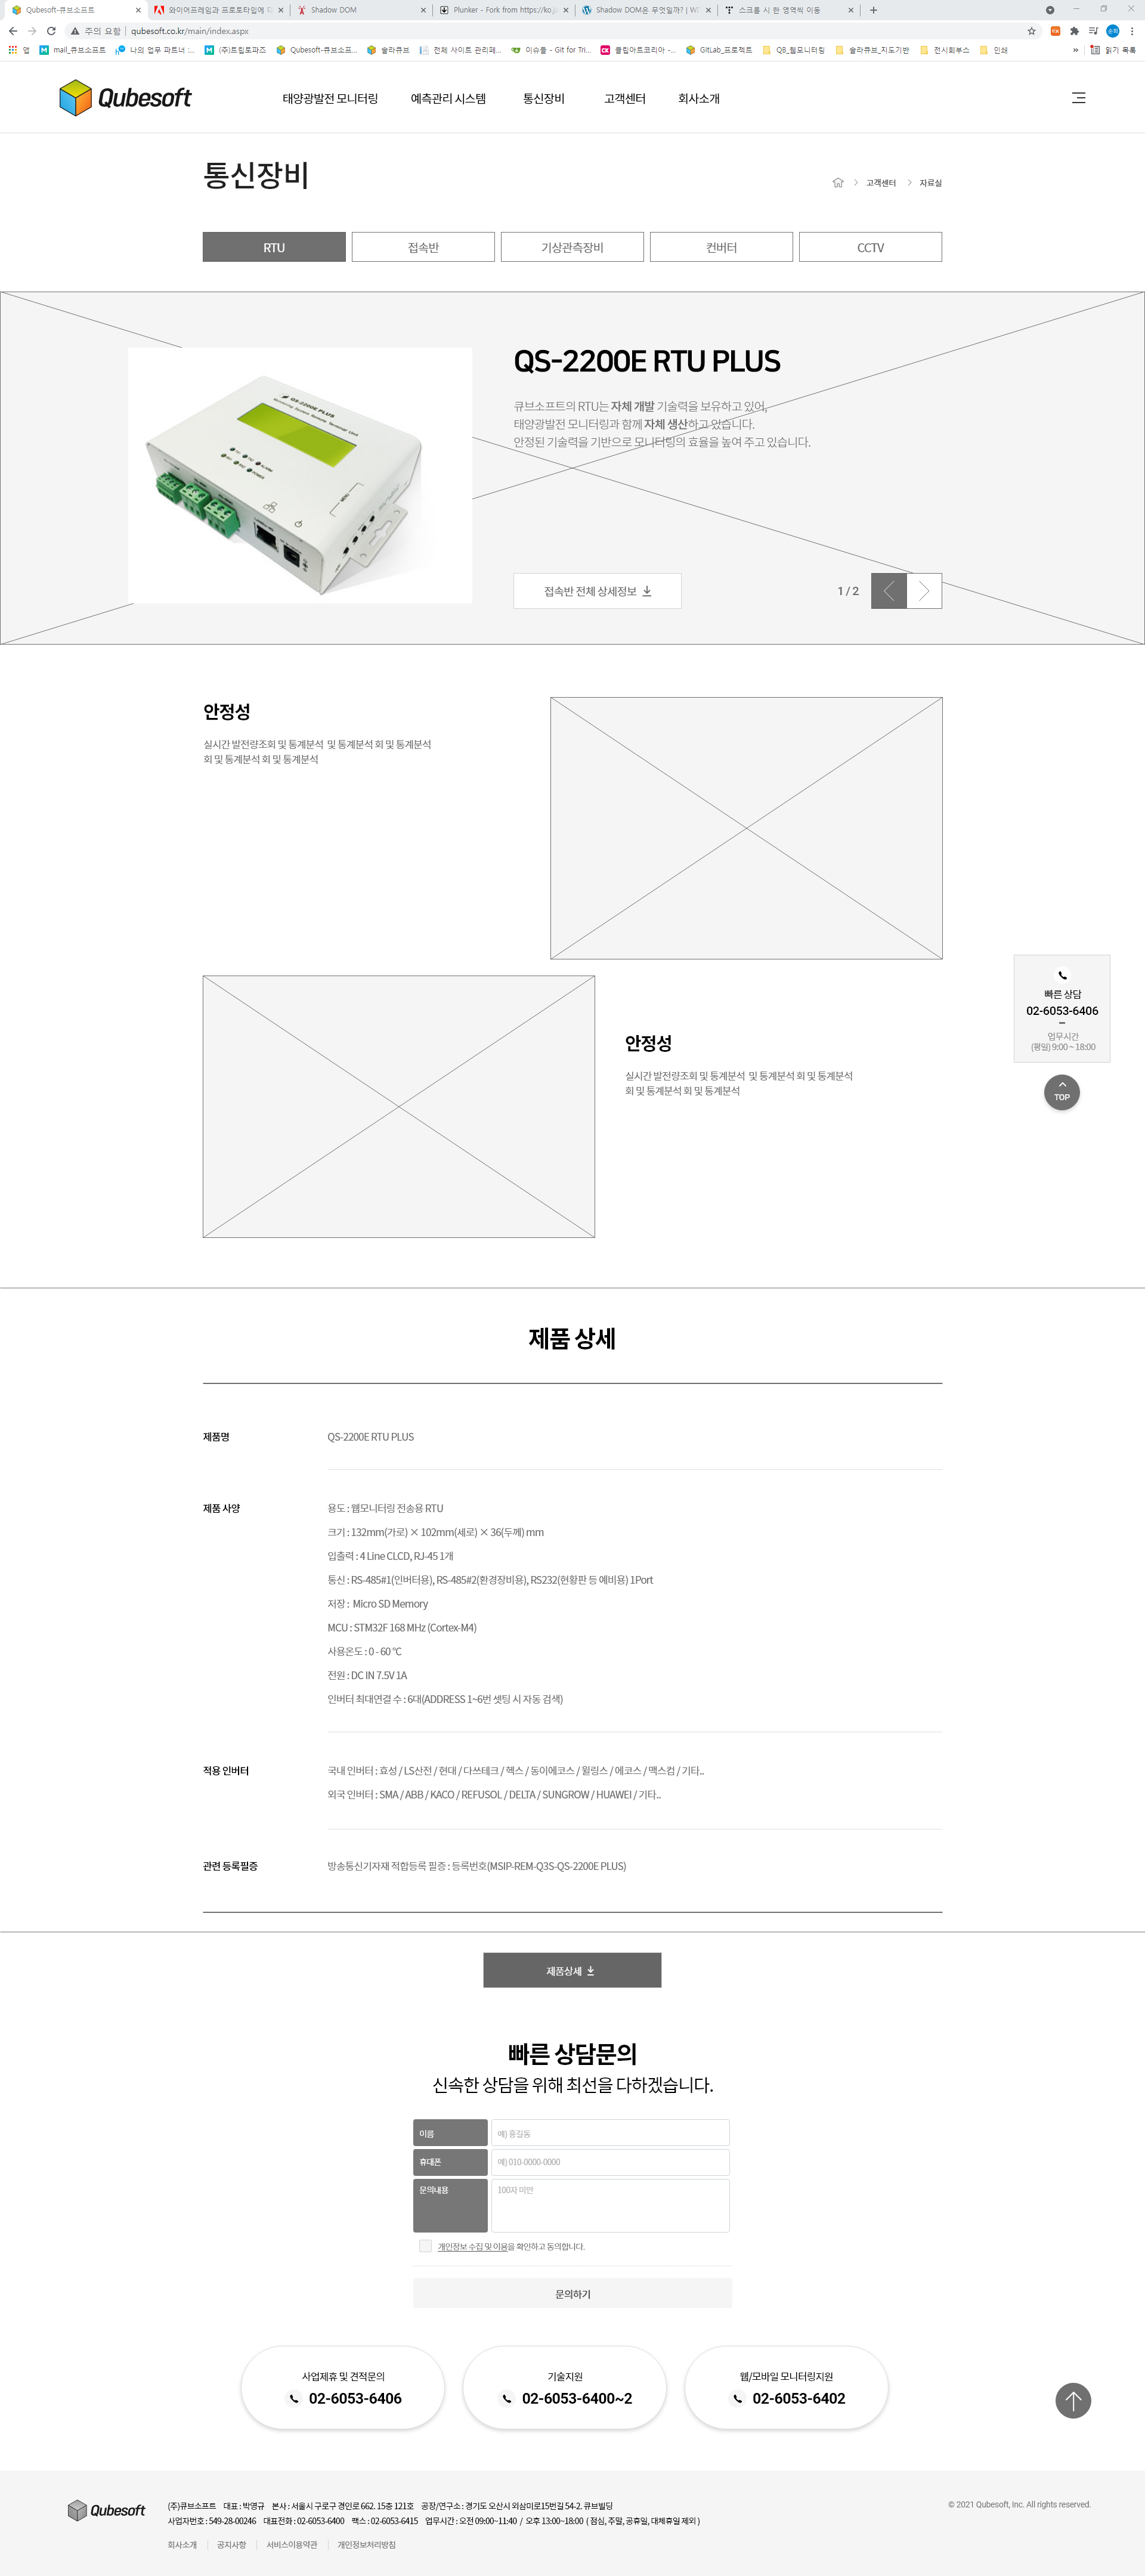 Qubesoft-큐브소프트
와이어프레임과 프로토타입에 대
Shadow DOM
Plunker - Fork from https://ko.ja
Shadow DOM은 무엇일까? | WI
스크롤 시 한 영역씩 이동
주의 요함 | qubesoft.co.kr/main/index.aspx
앱
mail_큐브소프트
나의 업무 파트너 :...
(주)트립토파즈
Qubesoft-큐브소프...
솔라큐브
전체 사이트 관리페...
이슈들 - Git for Tri...
클립아트코리아 -...
GitLab_프로젝트
Q8_웹모니터링
솔라큐브_지도기반
전시회부스
인쇄
»
읽기 목록
Qubesoft
태양광발전 모니터링
예측관리 시스템
통신장비
고객센터
회사소개
통신장비
고객센터
자료실
RTU
접속반
기상관측장비
컨버터
CCTV
QS-2200E PLUS
MENU
QS-2200E RTU PLUS
큐브소프트의 RTU는 자체 개발 기술력을 보유하고 있어,
태양광발전 모니터링과 함께 자체 생산하고 있습니다.
안정된 기술력을 기반으로 모니터링의 효율을 높여 주고 있습니다.
접속반 전체 상세정보
1 / 2
안정성
실시간 발전량조회 및 통계분석 및 통계분석 회 및 통계분석
회 및 통계분석 회 및 통계분석
빠른 상담
02-6053-6406
업무시간
(평일) 9:00 ~ 18:00
TOP
안정성
실시간 발전량조회 및 통계분석 및 통계분석 회 및 통계분석
회 및 통계분석 회 및 통계분석
제품 상세
제품명
QS-2200E RTU PLUS
제품 사양
용도 : 웹모니터링 전송용 RTU
크기 : 132mm(가로) × 102mm(세로) × 36(두께) mm
입출력 : 4 Line CLCD, RJ-45 1개
통신 : RS-485#1(인버터용), RS-485#2(환경장비용), RS232(현황판 등 예비용) 1Port
저장 : Micro SD Memory
MCU : STM32F 168 MHz (Cortex-M4)
사용온도 : 0 - 60 ℃
전원 : DC IN 7.5V 1A
인버터 최대연결 수 : 6대(ADDRESS 1~6번 셋팅 시 자동 검색)
적용 인버터
국내 인버터 : 효성 / LS산전 / 현대 / 다쓰테크 / 헥스 / 동이에코스 / 윌링스 / 에코스 / 맥스컴 / 기타..
외국 인버터 : SMA / ABB / KACO / REFUSOL / DELTA / SUNGROW / HUAWEI / 기타..
관련 등록필증
방송통신기자재 적합등록 필증 : 등록번호(MSIP-REM-Q3S-QS-2200E PLUS)
제품상세
빠른 상담문의
신속한 상담을 위해 최선을 다하겠습니다.
이름
예) 홍길동
휴대폰
예) 010-0000-0000
문의내용
100자 미만
개인정보 수집 및 이용을 확인하고 동의합니다.
문의하기
사업제휴 및 견적문의
02-6053-6406
기술지원
02-6053-6400~2
웹/모바일 모니터링지원
02-6053-6402
Qubesoft
(주)큐브소프트 대표 : 박영규 본사 : 서울시 구로구 경인로 662. 15층 121호 공장/연구소 : 경기도 오산시 외삼미로15번길 54-2. 큐브빌딩
사업자번호 : 549-28-00246 대표전화 : 02-6053-6400 팩스 : 02-6053-6415 업무시간 : 오전 09:00~11:40 / 오후 13:00~18:00 ( 점심, 주말, 공휴일, 대체휴일 제외 )
회사소개
공지사항
서비스이용약관
개인정보처리방침
© 2021 Qubesoft, Inc. All rights reserved.